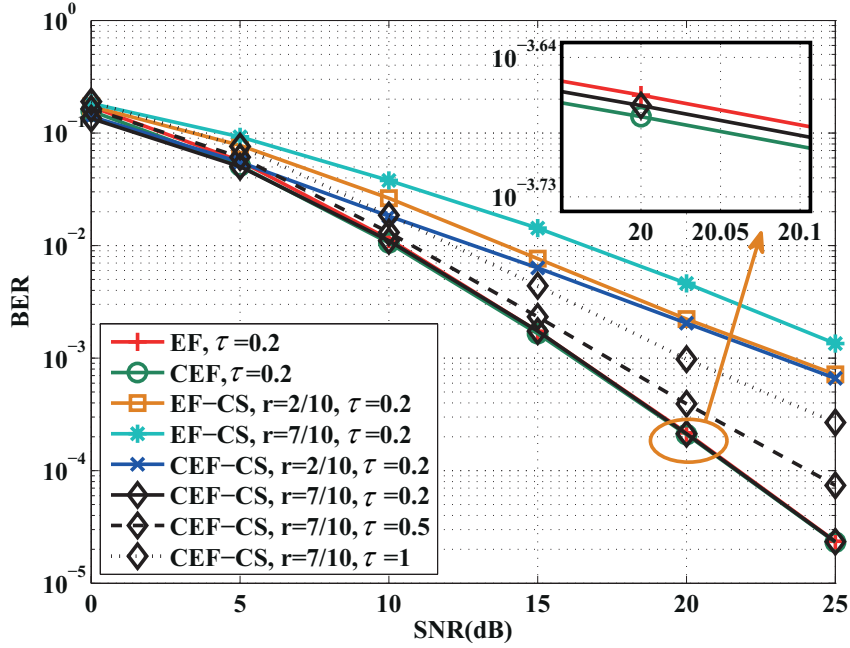 10^0
10^-1
10^-2
10^-3
10^-4
10^-5
BER
10^-3.64
10^-3.73
20 20.05 20.1
EF, τ=0.2
CEF, τ=0.2
EF-CS, r=2/10, τ=0.2
EF-CS, r=7/10, τ=0.2
CEF-CS, r=2/10, τ=0.2
CEF-CS, r=7/10, τ=0.2
CEF-CS, r=7/10, τ=0.5
CEF-CS, r=7/10, τ=1
0 5 10 15 20 25
SNR(dB)